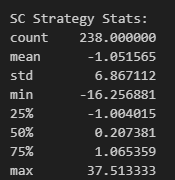 SC Strategy Stats:
count 238.000000
mean -1.051565
std 6.867112
min -16.256881
25% -1.004015
50% 0.207381
75% 1.065359
max 37.513333